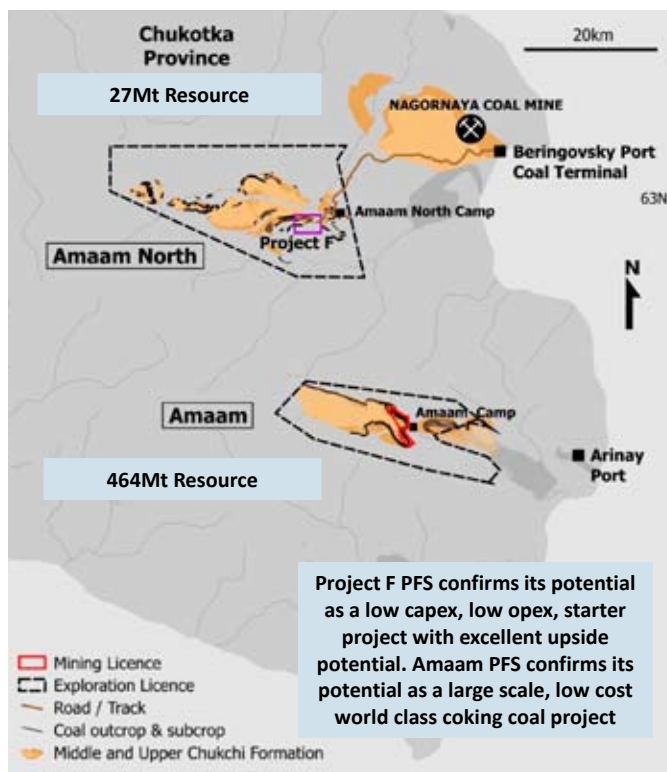 Chukotka
Province
20km
27Mt Resource
NAGORNAYA COAL MINE
Beringovsky Port
Coal Terminal
63N
Amaam North Camp
Project F
Amaam North
N
Amaam
Amaam Camp
Arinay
Port
464Mt Resource
Project F PFS confirms its potential
as a low capex, low opex, starter
project with excellent upside
potential. Amaam PFS confirms its
potential as a large scale, low cost
world class coking coal project
Mining Licence
Exploration Licence
Road / Track
Coal outcrop & subcrop
Middle and Upper Chukchi Formation